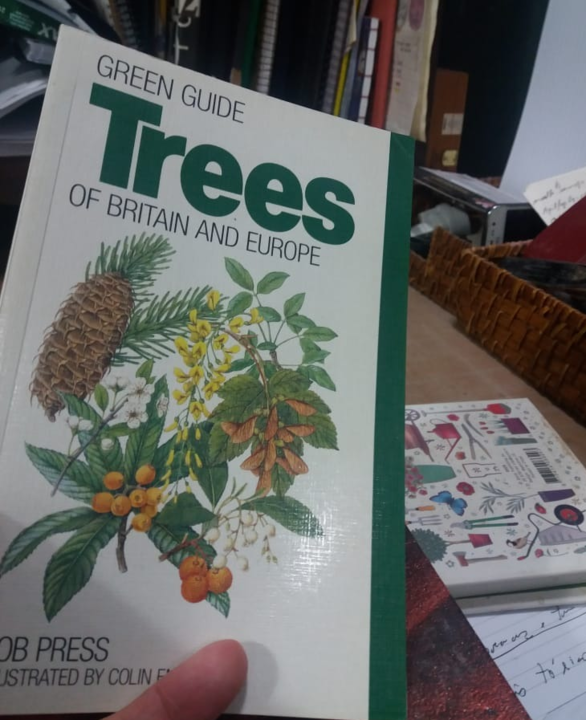 GREEN GUIDE
Trees
OF BRITAIN AND EUROPE
OB PRESS
USTRATED BY COLIN